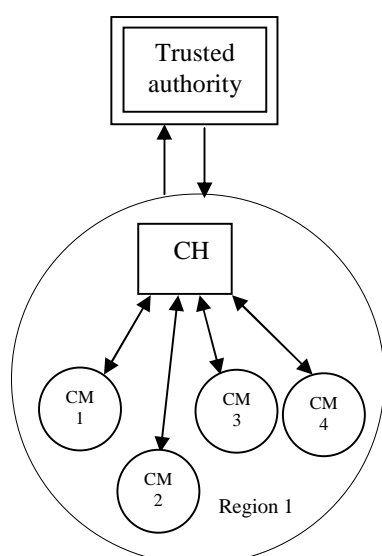 Trusted
authority
CH
CM
1
CM
2
CM
3
CM
4
Region 1